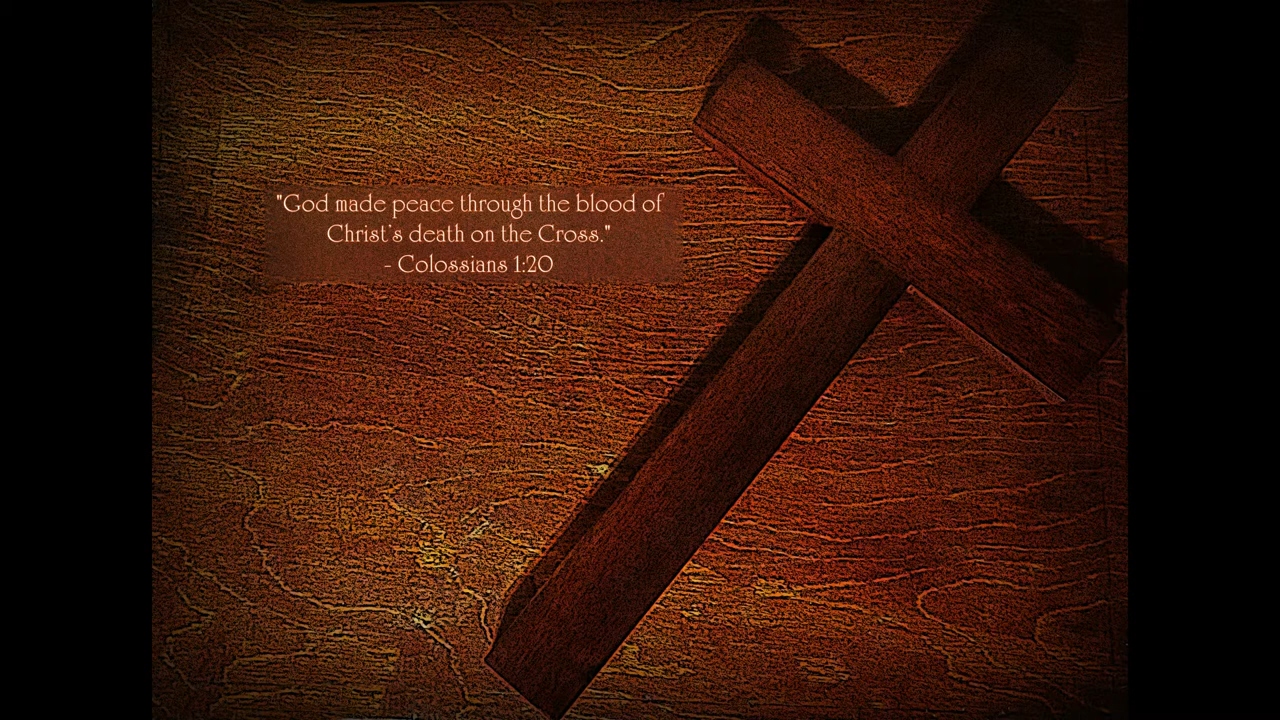 "God made peace through the blood of
Christ's death on the Cross."
- Colossians 1:20